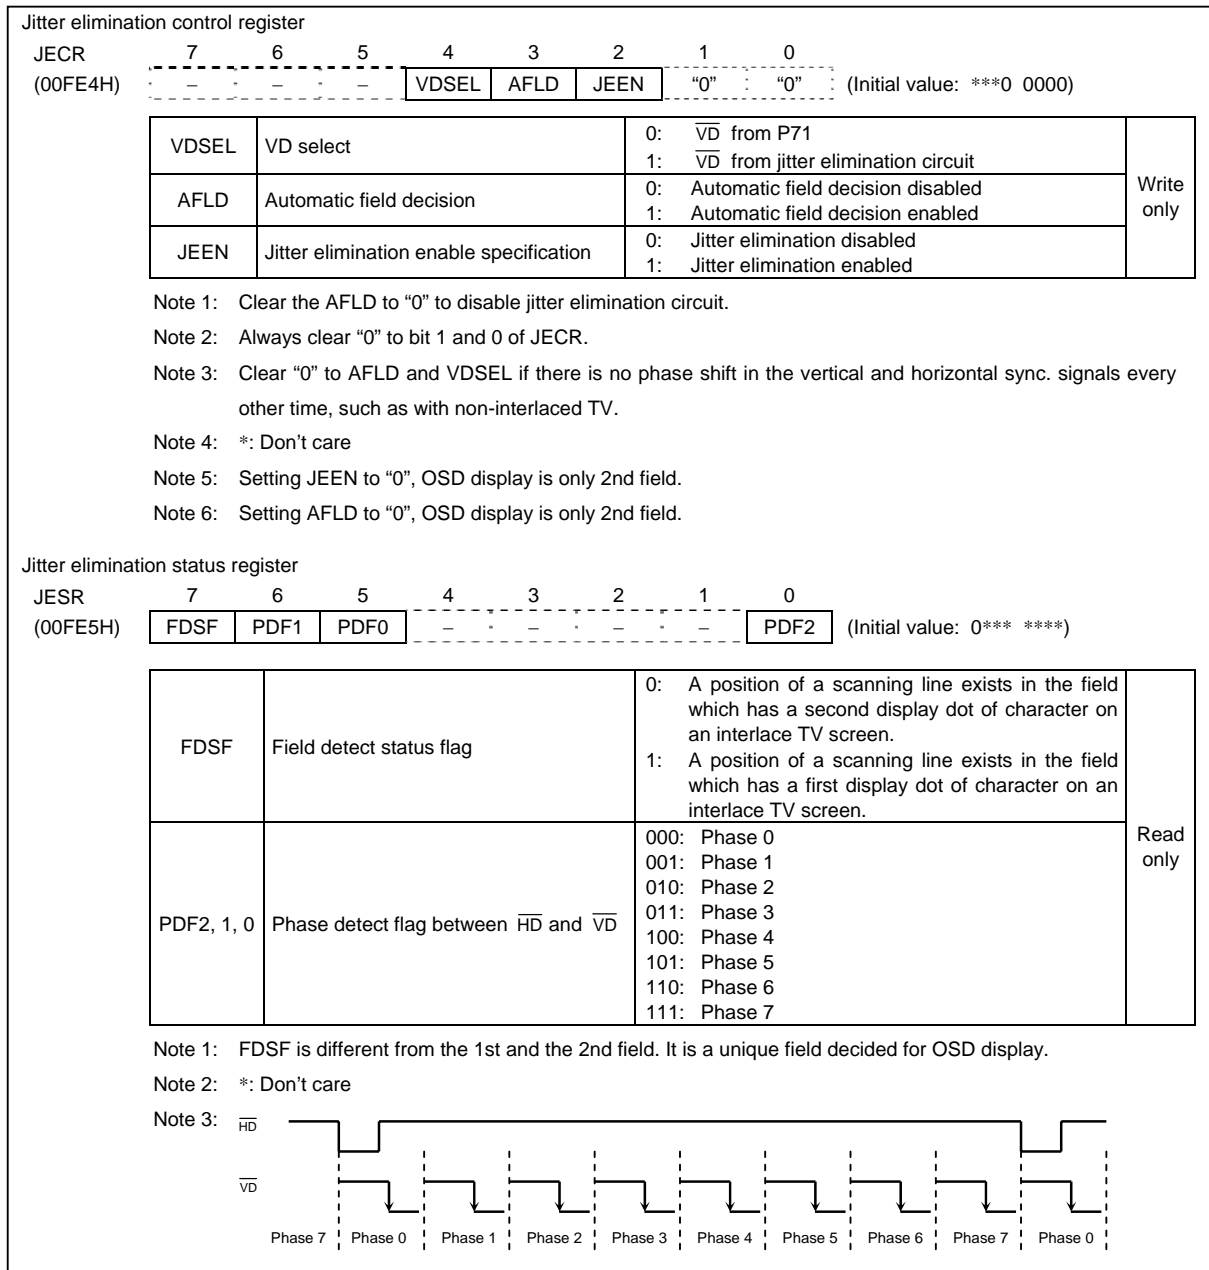 Jitter elimination control register
JECR 7 6 5 4 3 2 1 0
(00FE4H) – – – VDSEL AFLD JEEN “0” “0” (Initial value: ***0 0000)
VDSEL VD select 0: VD from P71
1: VD from jitter elimination circuit
AFLD Automatic field decision 0: Automatic field decision disabled
1: Automatic field decision enabled
JEEN Jitter elimination enable specification 0: Jitter elimination disabled
1: Jitter elimination enabled
Write
only
Note 1: Clear the AFLD to “0” to disable jitter elimination circuit.
Note 2: Always clear “0” to bit 1 and 0 of JECR.
Note 3: Clear “0” to AFLD and VDSEL if there is no phase shift in the vertical and horizontal sync. signals every
other time, such as with non-interlaced TV.
Note 4: *: Don’t care
Note 5: Setting JEEN to “0”, OSD display is only 2nd field.
Note 6: Setting AFLD to “0”, OSD display is only 2nd field.
Jitter elimination status register
JESR 7 6 5 4 3 2 1 0
(00FE5H) FDSF PDF1 PDF0 – – – – PDF2 (Initial value: 0*** ****)
FDSF Field detect status flag
0: A position of a scanning line exists in the field
which has a second display dot of character on
an interlace TV screen.
1: A position of a scanning line exists in the field
which has a first display dot of character on an
interlace TV screen.
PDF2, 1, 0 Phase detect flag between HD and VD
000: Phase 0
001: Phase 1
010: Phase 2
011: Phase 3
100: Phase 4
101: Phase 5
110: Phase 6
111: Phase 7
Read
only
Note 1: FDSF is different from the 1st and the 2nd field. It is a unique field decided for OSD display.
Note 2: *: Don’t care
Note 3: HD
VD
Phase 7 Phase 0 Phase 1 Phase 2 Phase 3 Phase 4 Phase 5 Phase 6 Phase 7 Phase 0